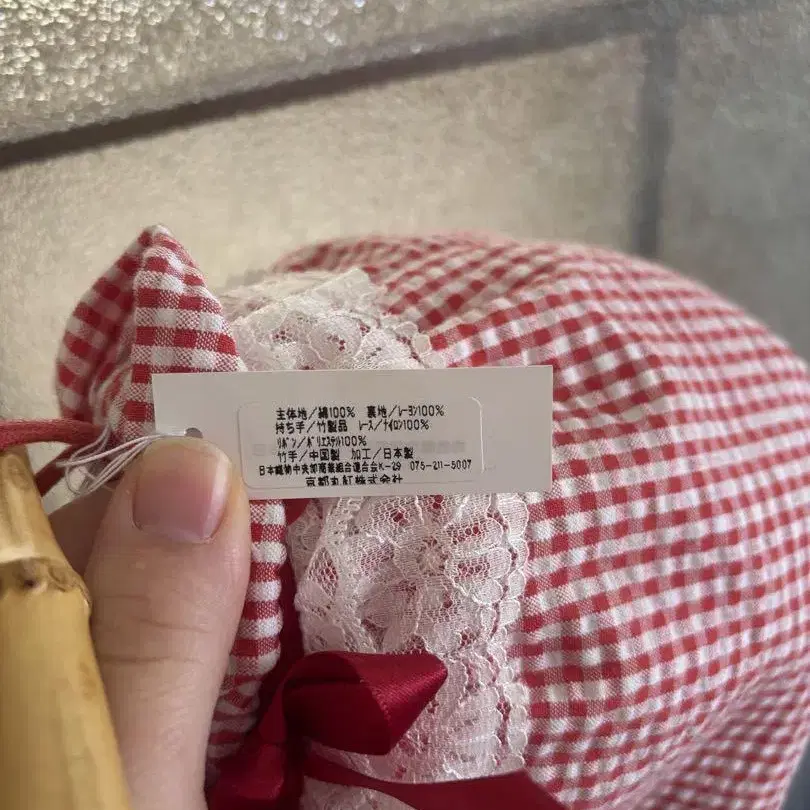 主体地/綿100% 裏地/レーヨン100%
持ち手/竹製品 レース/ナイロン100%
リボン/ポリエステル100%
竹手/中国製 加工/日本製
日本織物中央卸商業組合連合会K-29 075-211-5007
京都丸紅株式会社